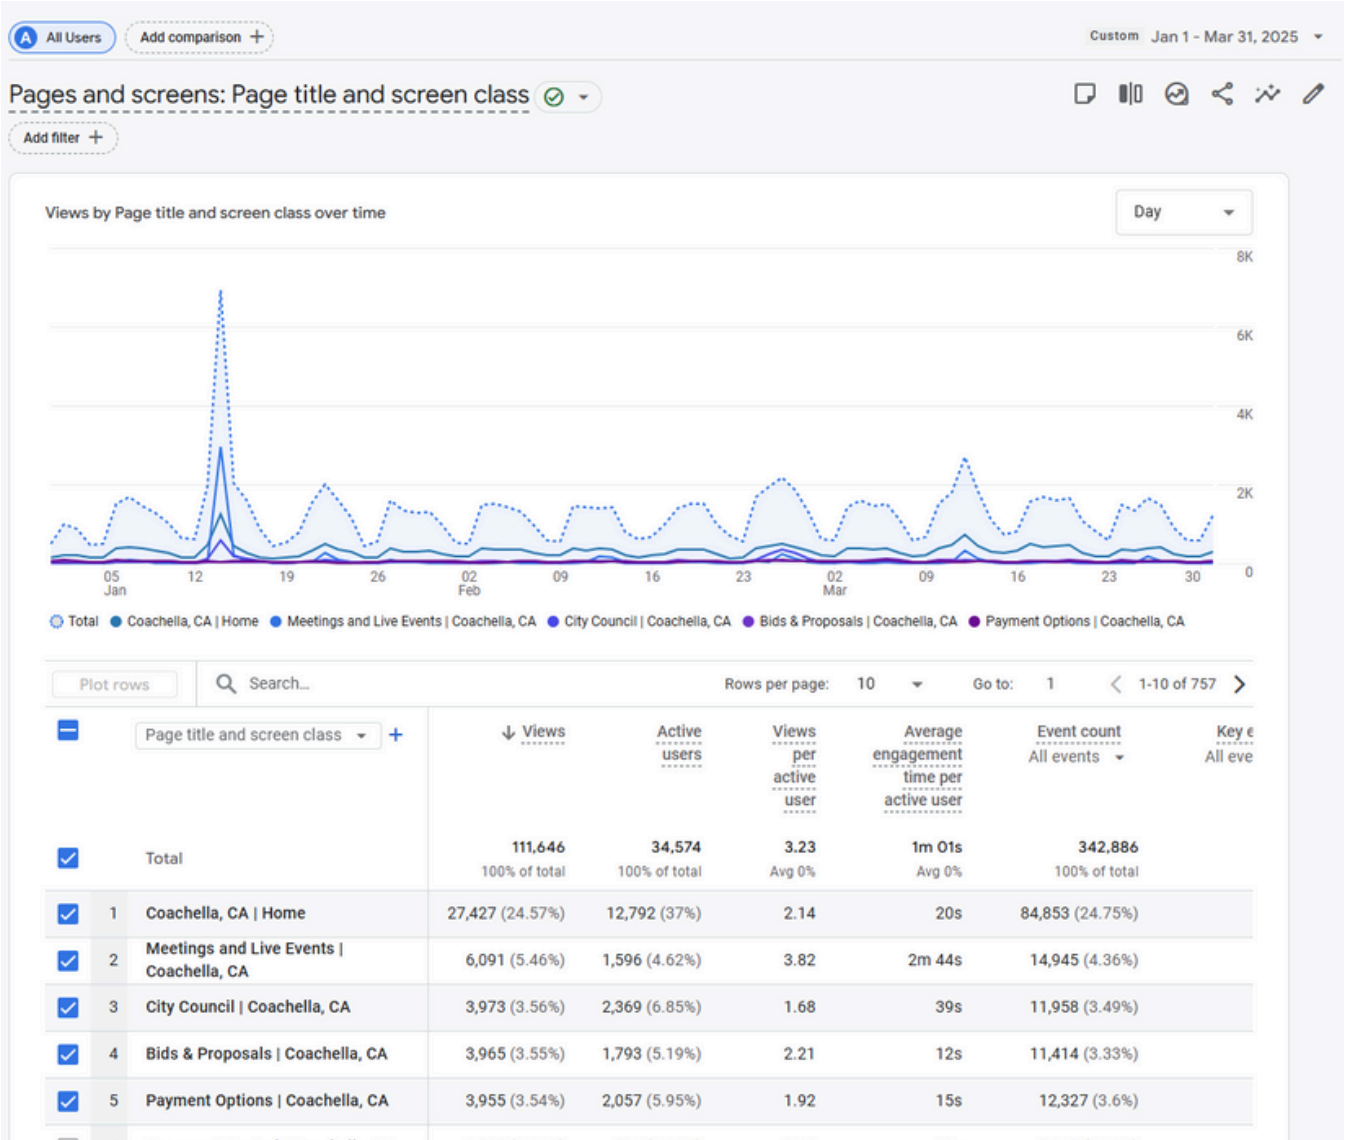 A All Users Add comparison + Custom Jan 1 - Mar 31, 2025
Pages and screens: Page title and screen class
Add filter +
Views by Page title and screen class over time
Day
8K
6K
4K
2K
0
05 12 19 26 02 09 16 23 02 09 16 23 30
Jan Feb Mar
Total Coachella, CA | Home Meetings and Live Events | Coachella, CA City Council | Coachella, CA Bids & Proposals | Coachella, CA Payment Options | Coachella, CA
Plot rows Search... Rows per page: 10 Go to: 1 1-10 of 757
Page title and screen class + Views Active Views Average Event count Key e
users per engagement All events All eve
active time per
user active user
Total 111,646 34,574 3.23 1m 01s 342,886
100% of total 100% of total Avg 0% Avg 0% 100% of total
1 Coachella, CA | Home 27,427 (24.57%) 12,792 (37%) 2.14 20s 84,853 (24.75%)
2 Meetings and Live Events | 6,091 (5.46%) 1,596 (4.62%) 3.82 2m 44s 14,945 (4.36%)
Coachella, CA
3 City Council | Coachella, CA 3,973 (3.56%) 2,369 (6.85%) 1.68 39s 11,958 (3.49%)
4 Bids & Proposals | Coachella, CA 3,965 (3.55%) 1,793 (5.19%) 2.21 12s 11,414 (3.33%)
5 Payment Options | Coachella, CA 3,955 (3.54%) 2,057 (5.95%) 1.92 15s 12,327 (3.6%)